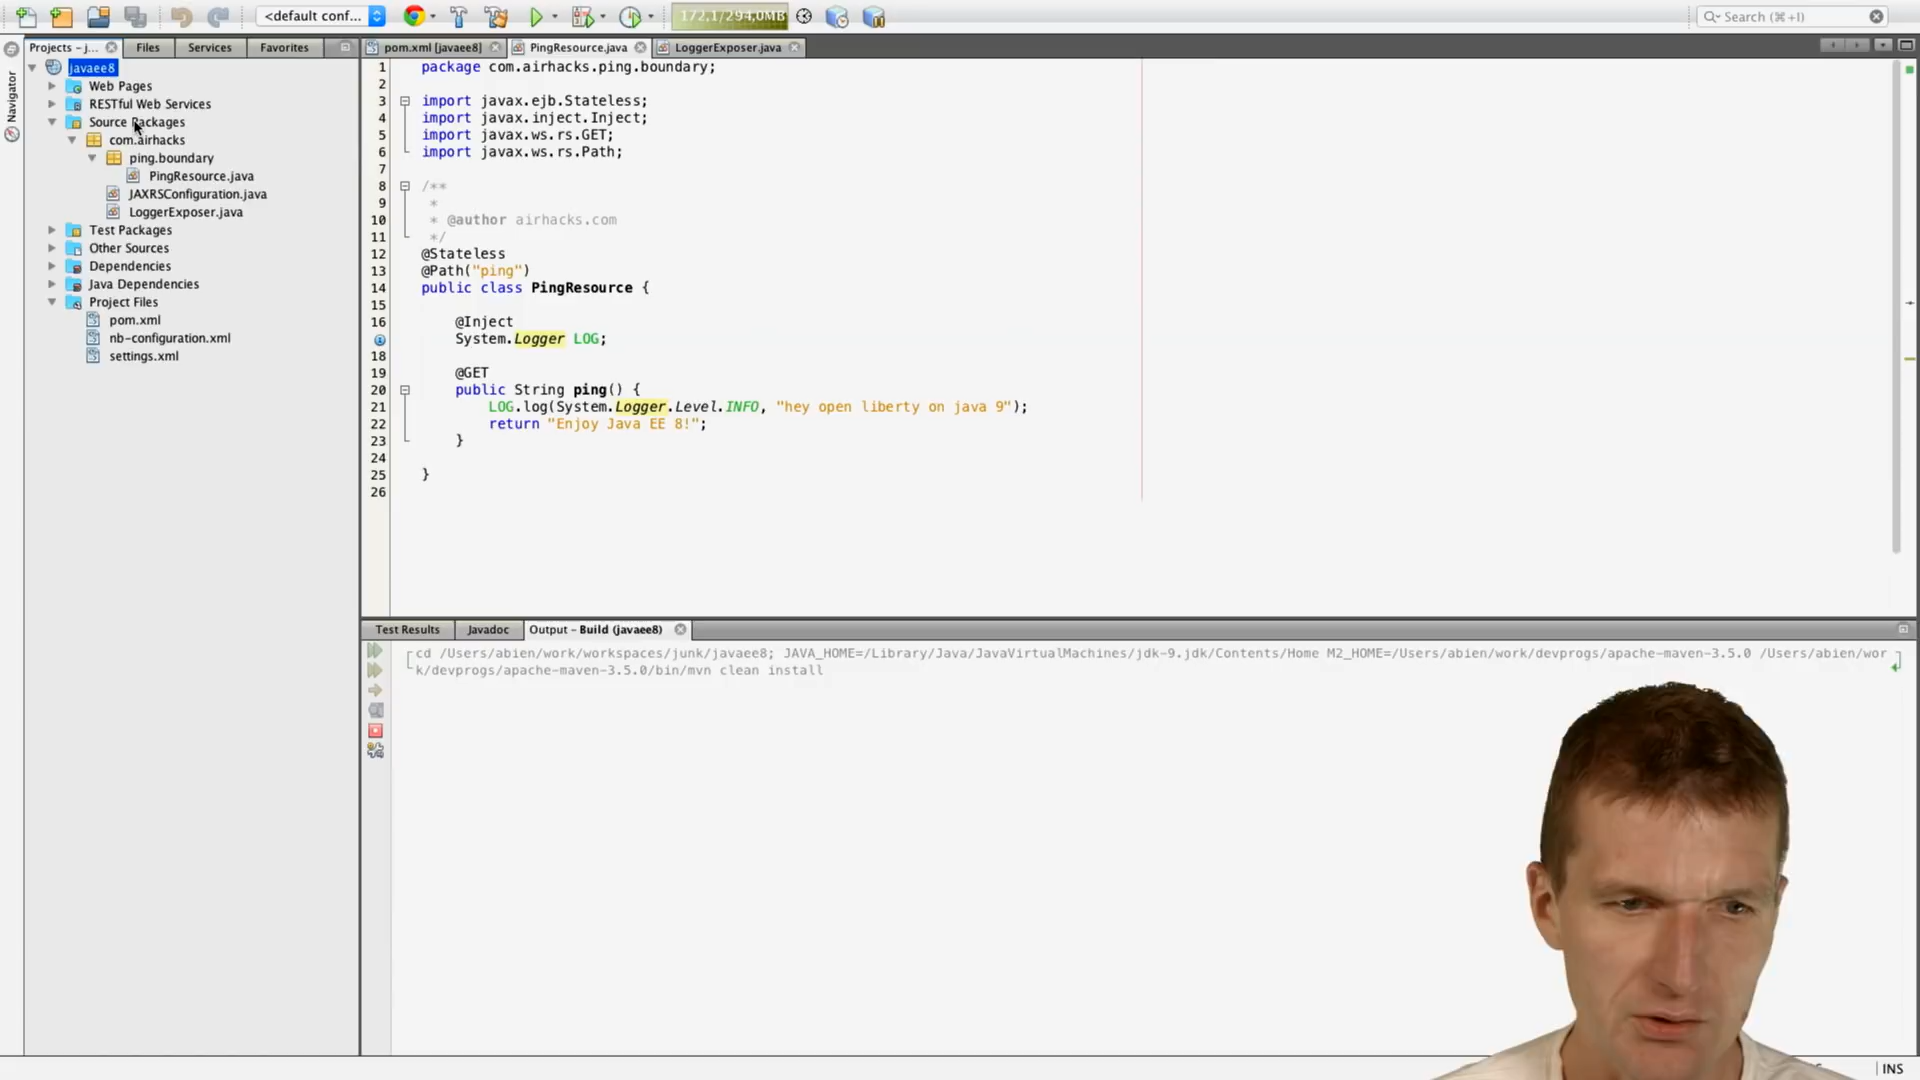 <default conf...
172,1/294,0MB
Search (⌘+I)
Projects – j...
Files
Services
Favorites
pom.xml [javaee8]
PingResource.java
LoggerExposer.java
Navigator
javaee8
Web Pages
RESTful Web Services
Source Packages
com.airhacks
ping.boundary
PingResource.java
JAXRSConfiguration.java
LoggerExposer.java
Test Packages
Other Sources
Dependencies
Java Dependencies
Project Files
pom.xml
nb-configuration.xml
settings.xml
1 package com.airhacks.ping.boundary;
2
3 import javax.ejb.Stateless;
4 import javax.inject.Inject;
5 import javax.ws.rs.GET;
6 import javax.ws.rs.Path;
7
8 /**
9 *
10 * @author airhacks.com
11 */
12 @Stateless
13 @Path("ping")
14 public class PingResource {
15
16 @Inject
System.Logger LOG;
18
19 @GET
20 public String ping() {
21 LOG.log(System.Logger.Level.INFO, "hey open liberty on java 9");
22 return "Enjoy Java EE 8!";
23 }
24
25 }
26
Test Results
Javadoc
Output – Build (javaee8)
cd /Users/abien/work/workspaces/junk/javaee8; JAVA_HOME=/Library/Java/JavaVirtualMachines/jdk-9.jdk/Contents/Home M2_HOME=/Users/abien/work/devprogs/apache-maven-3.5.0 /Users/abien/wor
k/devprogs/apache-maven-3.5.0/bin/mvn clean install
INS